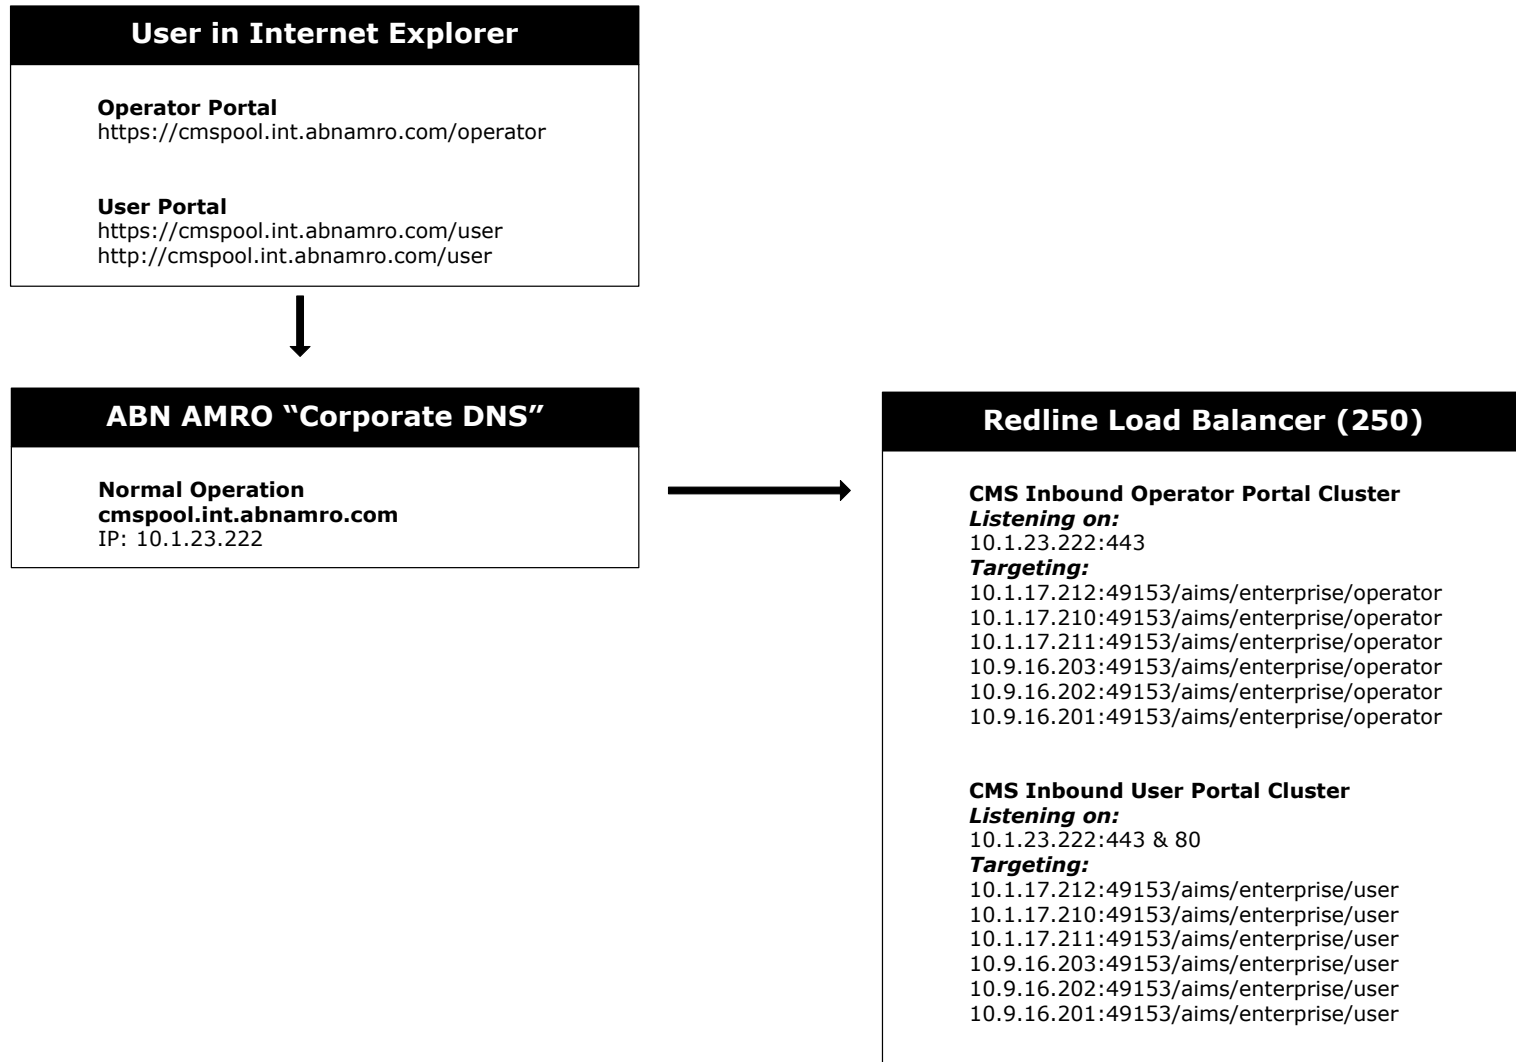 User in Internet Explorer
Operator Portal
https://cmspool.int.abnamro.com/operator
User Portal
https://cmspool.int.abnamro.com/user
http://cmspool.int.abnamro.com/user
ABN AMRO “Corporate DNS”
Normal Operation
cmspool.int.abnamro.com
IP: 10.1.23.222
Redline Load Balancer (250)
CMS Inbound Operator Portal Cluster
Listening on:
10.1.23.222:443
Targeting:
10.1.17.212:49153/aims/enterprise/operator
10.1.17.210:49153/aims/enterprise/operator
10.1.17.211:49153/aims/enterprise/operator
10.9.16.203:49153/aims/enterprise/operator
10.9.16.202:49153/aims/enterprise/operator
10.9.16.201:49153/aims/enterprise/operator
CMS Inbound User Portal Cluster
Listening on:
10.1.23.222:443 & 80
Targeting:
10.1.17.212:49153/aims/enterprise/user
10.1.17.210:49153/aims/enterprise/user
10.1.17.211:49153/aims/enterprise/user
10.9.16.203:49153/aims/enterprise/user
10.9.16.202:49153/aims/enterprise/user
10.9.16.201:49153/aims/enterprise/user